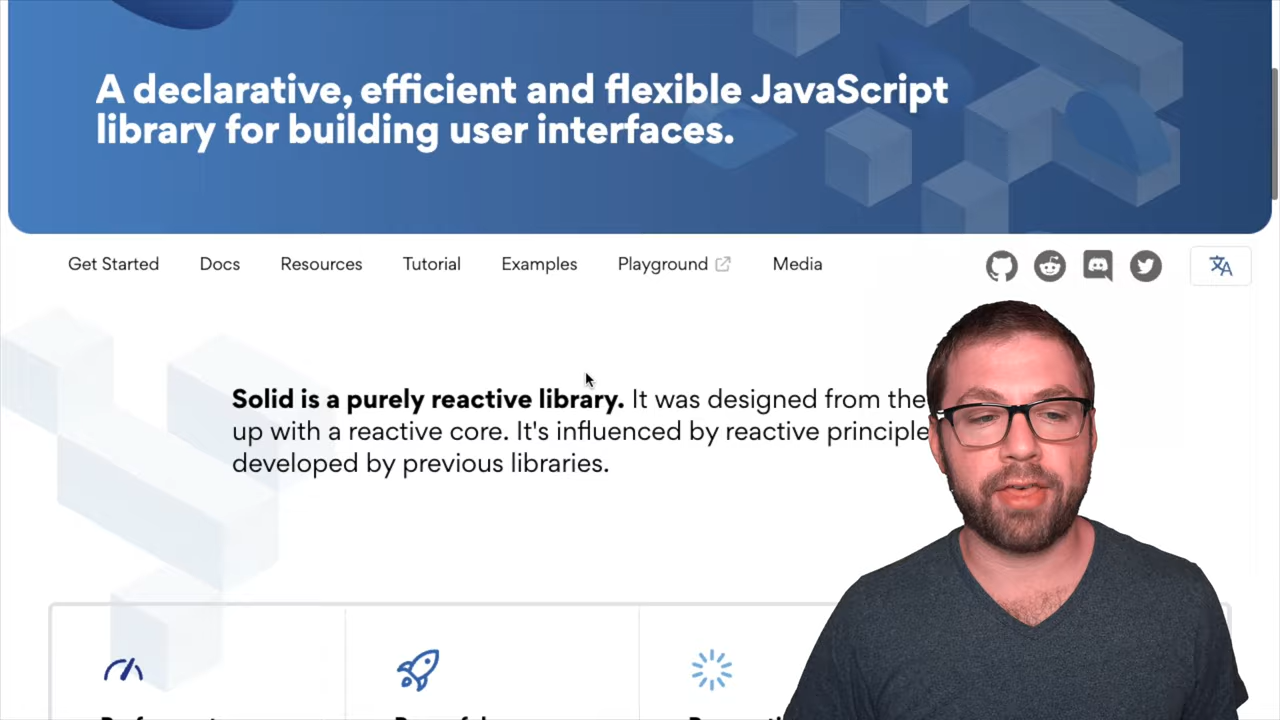 A declarative, efficient and flexible JavaScript
library for building user interfaces.
Get Started Docs Resources Tutorial Examples Playground Media
Solid is a purely reactive library. It was designed from the
up with a reactive core. It's influenced by reactive principle
developed by previous libraries.